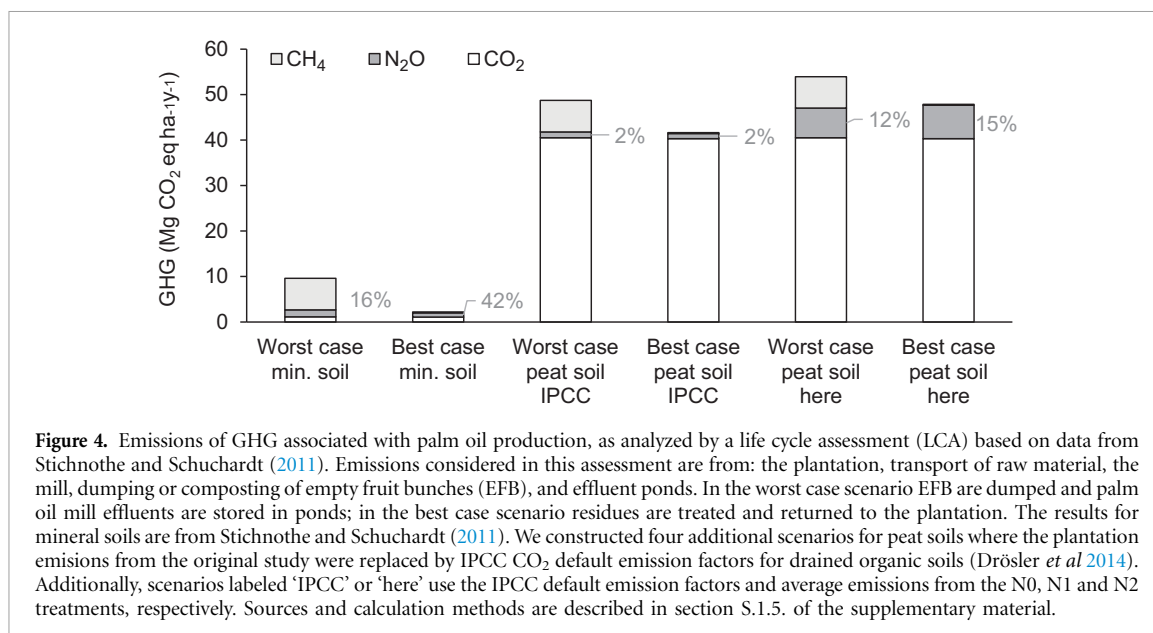 60
50
40
30
20
10
0
GHG (Mg CO2 eq ha-1y-1)
CH4 N2O CO2
16%
42%
2%
2%
12%
15%
Worst case
min. soil
Best case
min. soil
Worst case
peat soil
IPCC
Best case
peat soil
IPCC
Worst case
peat soil
here
Best case
peat soil
here
Figure 4. Emissions of GHG associated with palm oil production, as analyzed by a life cycle assessment (LCA) based on data from
Stichnothe and Schuchardt (2011). Emissions considered in this assessment are from: the plantation, transport of raw material, the
mill, dumping or composting of empty fruit bunches (EFB), and effluent ponds. In the worst case scenario EFB are dumped and palm
oil mill effluents are stored in ponds; in the best case scenario residues are treated and returned to the plantation. The results for
mineral soils are from Stichnothe and Schuchardt (2011). We constructed four additional scenarios for peat soils where the plantation
emisions from the original study were replaced by IPCC CO2 default emission factors for drained organic soils (Drösler et al 2014).
Additionally, scenarios labeled ‘IPCC’ or ‘here’ use the IPCC default emission factors and average emissions from the N0, N1 and N2
treatments, respectively. Sources and calculation methods are described in section S.1.5. of the supplementary material.